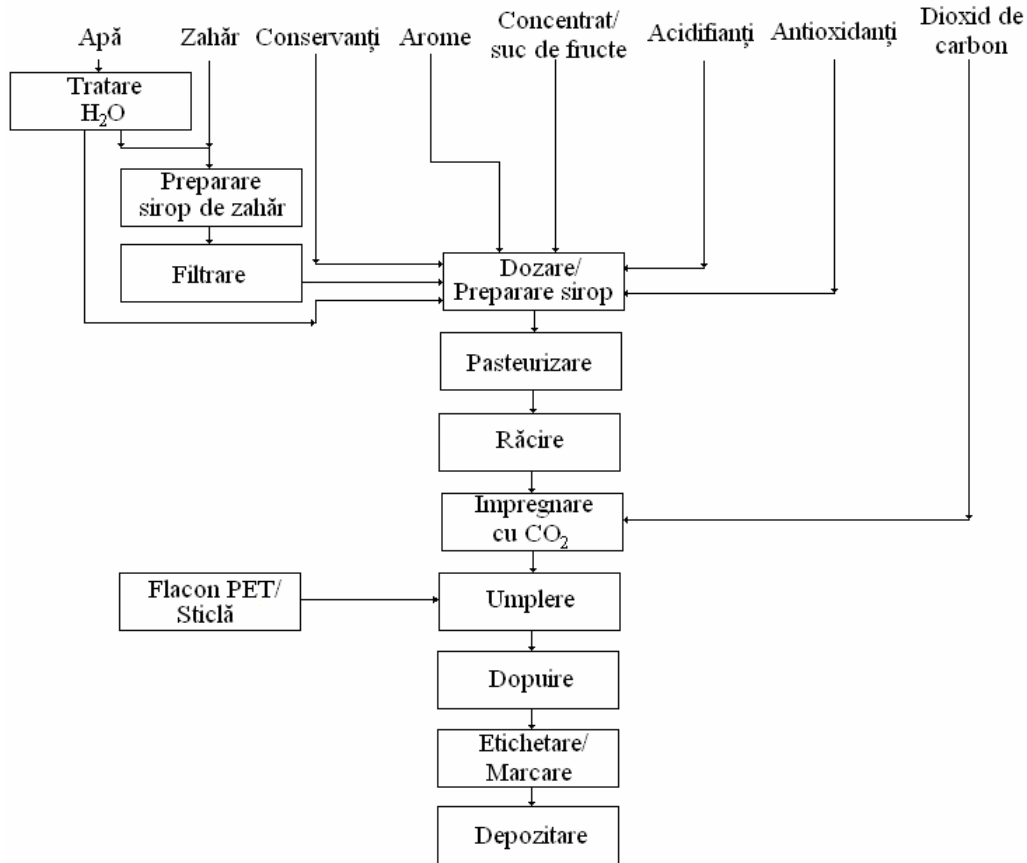 Apă
Zahăr
Conservanți
Arome
Concentrat/
suc de fructe
Acidifianți
Antioxidanți
Dioxid de
carbon
Tratare
H₂O
Preparare
sirop de zahăr
Filtrare
Dozare/
Preparare sirop
Pasteurizare
Răcire
Impregnare
cu CO₂
Flacon PET/
Sticlă
Umplere
Dopuire
Etichetare/
Marcare
Depozitare